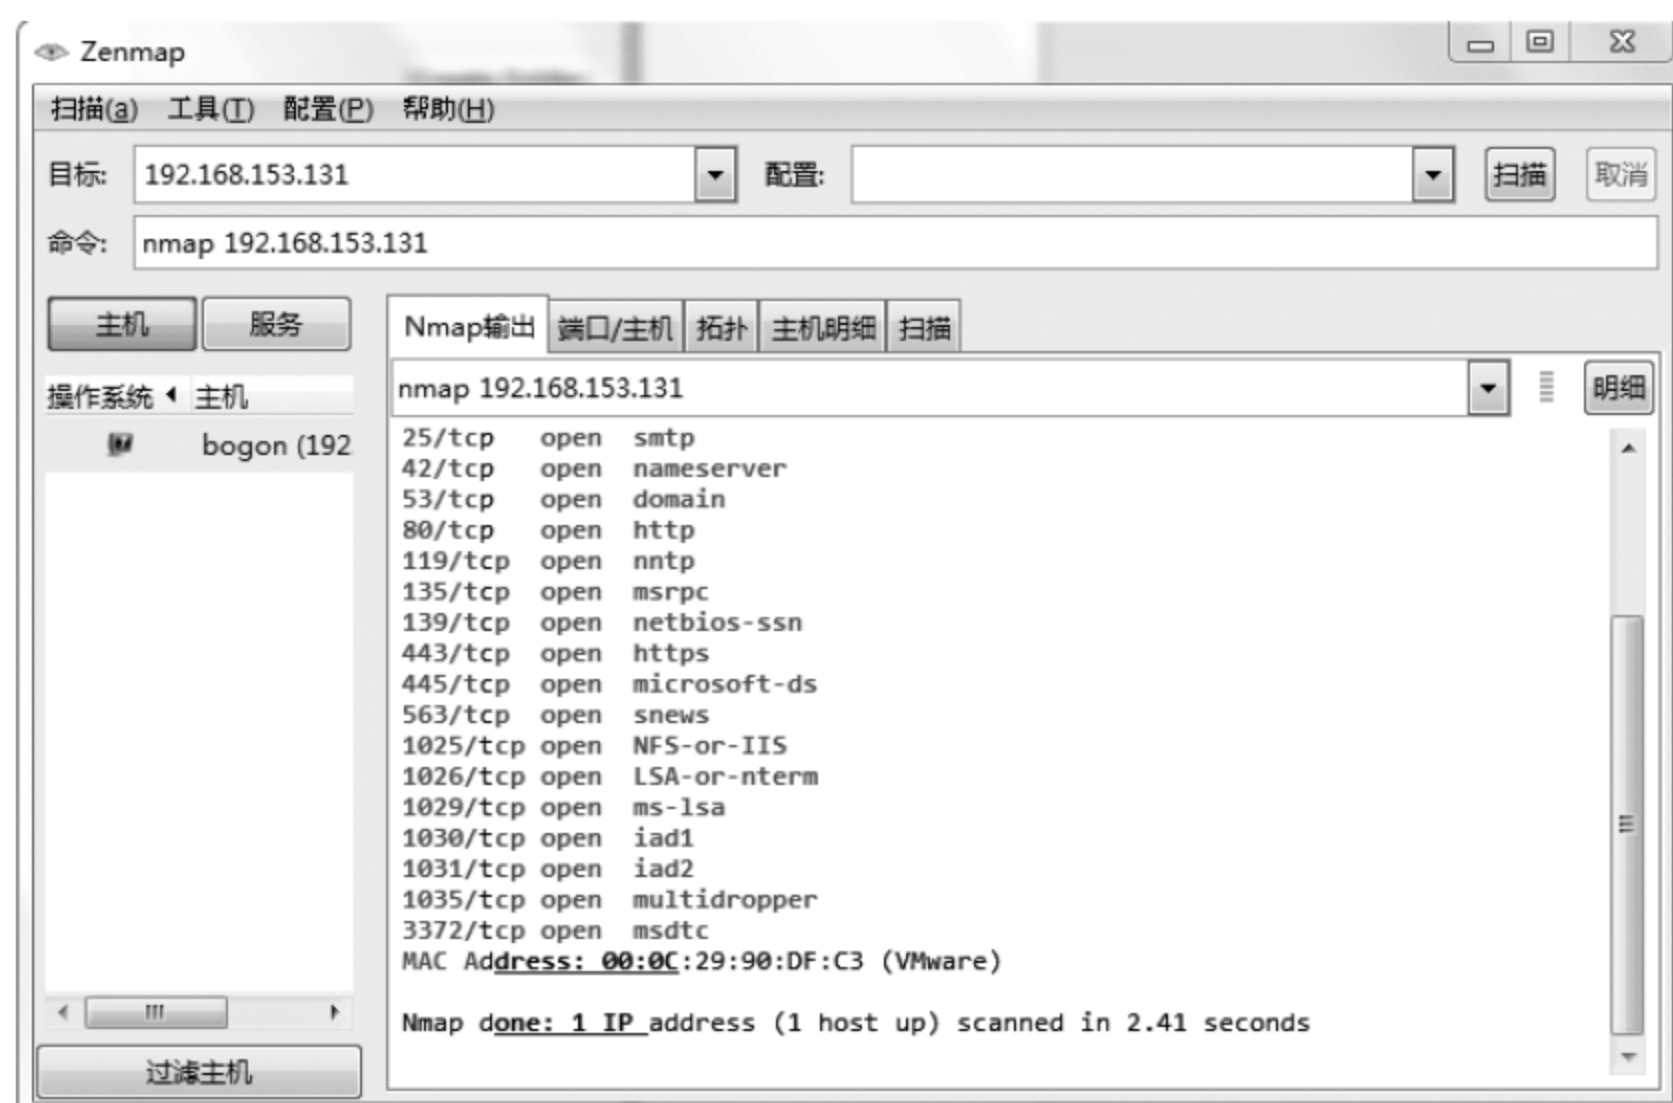 Zenmap
扫描(a) 工具(T) 配置(P) 帮助(H)
目标: 192.168.153.131 配置: 扫描 取消
命令: nmap 192.168.153.131
主机 服务 Nmap输出 端口/主机 拓扑 主机明细 扫描
操作系统 主机 nmap 192.168.153.131 明细
bogon (192
25/tcp open smtp
42/tcp open nameserver
53/tcp open domain
80/tcp open http
119/tcp open nntp
135/tcp open msrpc
139/tcp open netbios-ssn
443/tcp open https
445/tcp open microsoft-ds
563/tcp open snews
1025/tcp open NFS-or-IIS
1026/tcp open LSA-or-nterm
1029/tcp open ms-lsa
1030/tcp open iad1
1031/tcp open iad2
1035/tcp open multidropper
3372/tcp open msdtc
MAC Address: 00:0C:29:90:DF:C3 (VMware)
Nmap done: 1 IP address (1 host up) scanned in 2.41 seconds
过滤主机